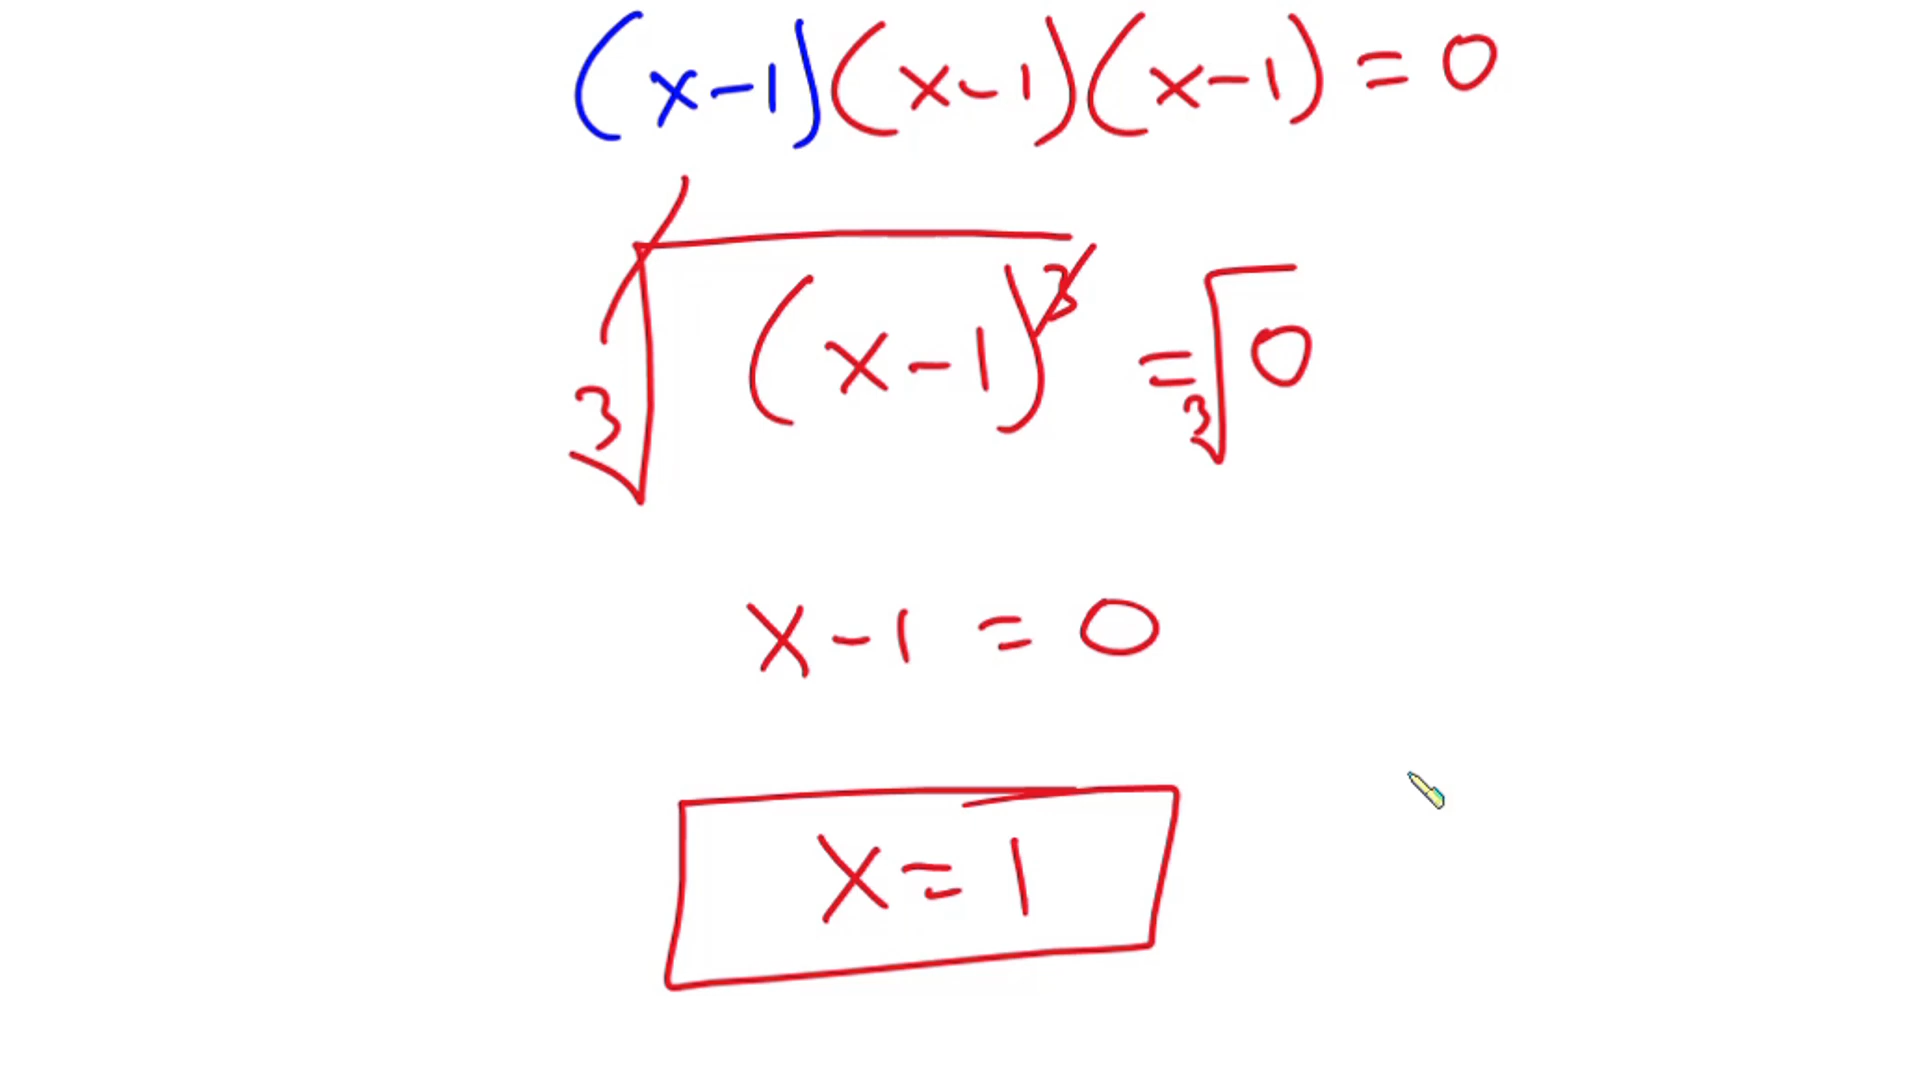 (x-1)(x-1)(x-1) = 0
∛(x-1)³ = ∛0
x-1 = 0
x = 1